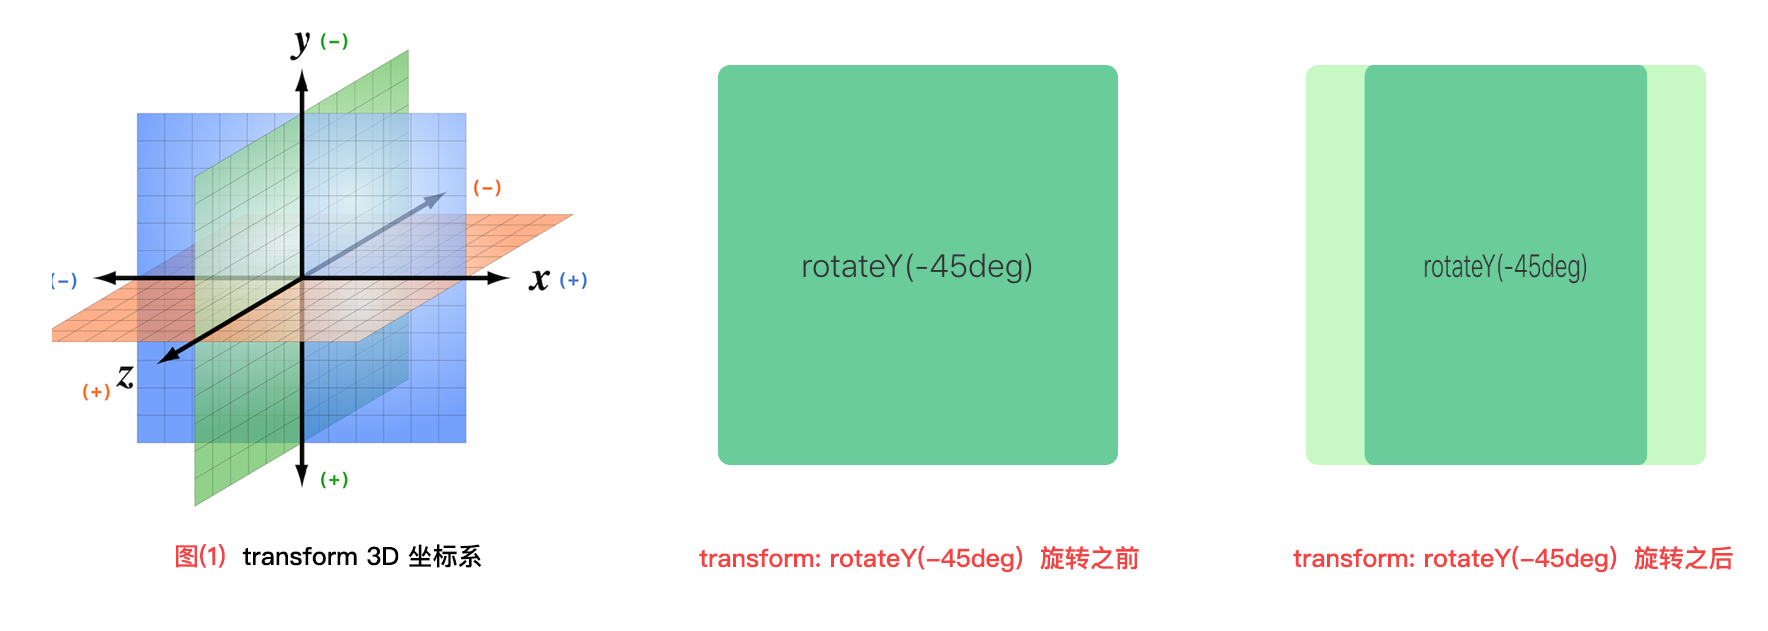 y (-)
(-)
(-)
x (+)
z
(+)
(+)
图(1) transform 3D 坐标系
rotateY(-45deg)
transform: rotateY(-45deg) 旋转之前
rotateY(-45deg)
transform: rotateY(-45deg) 旋转之后